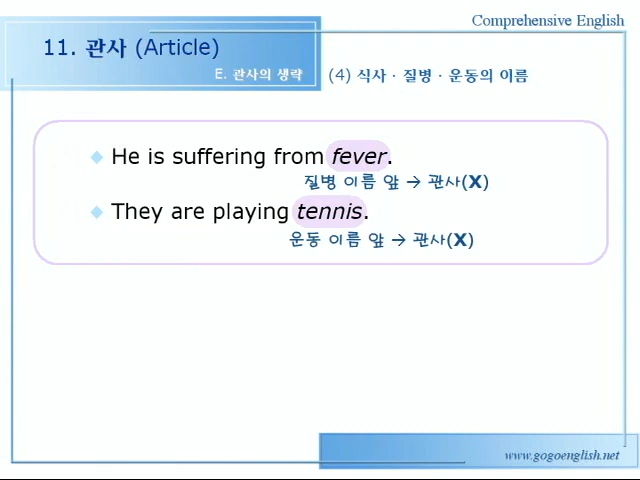 Comprehensive English
11. 관사 (Article)
E. 관사의 생략
(4) 식사 · 질병 · 운동의 이름
He is suffering from fever.
질병 이름 앞 → 관사(X)
They are playing tennis.
운동 이름 앞 → 관사(X)
www.gogoenglish.net